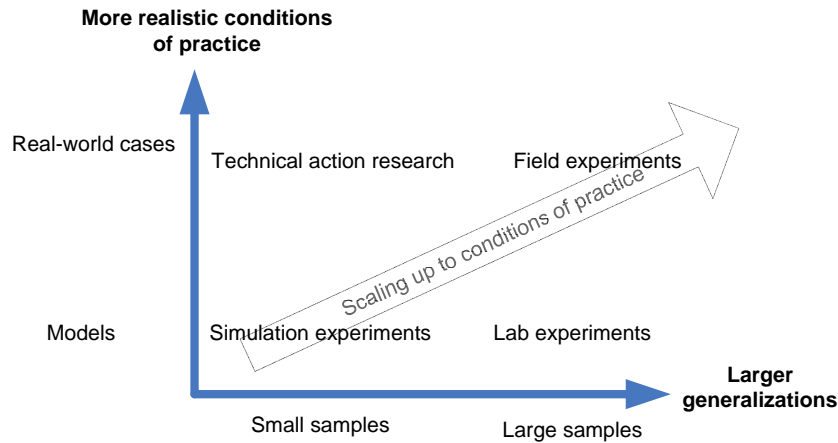 More realistic conditions
of practice
Real-world cases
Technical action research
Field experiments
Scaling up to conditions of practice
Models
Simulation experiments
Lab experiments
Larger
generalizations
Small samples
Large samples